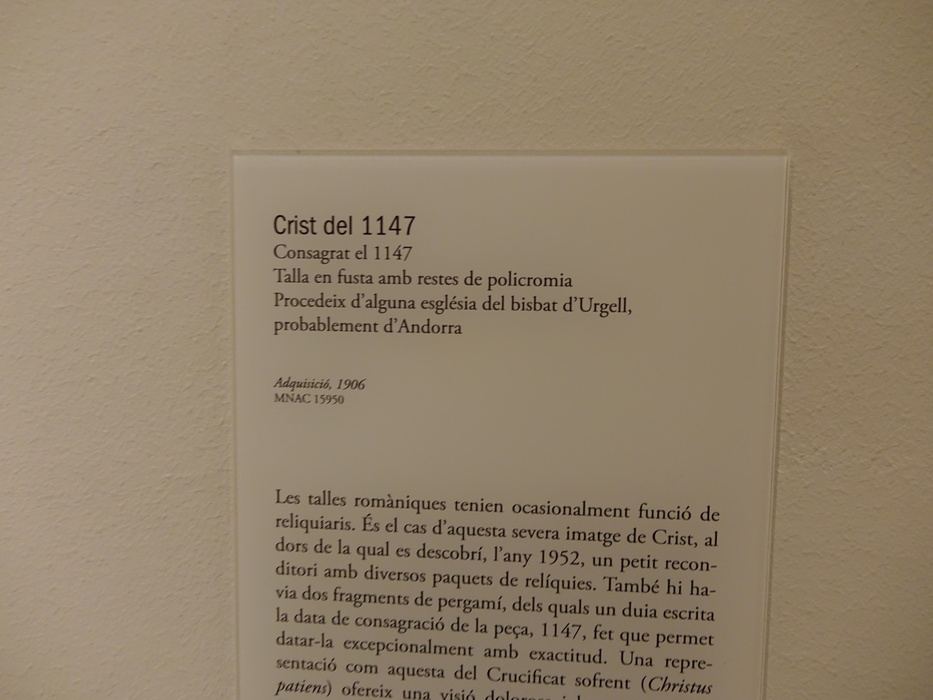 Crist del 1147
Consagrat el 1147
Talla en fusta amb restes de policromia
Procedeix d'alguna església del bisbat d'Urgell,
probablement d'Andorra
Adquisició, 1906
MNAC 15950
Les talles romàniques tenien ocasionalment funció de
reliquiaris. És el cas d'aquesta severa imatge de Crist, al
dors de la qual es descobrí, l'any 1952, un petit recon-
ditori amb diversos paquets de relíquies. També hi ha-
via dos fragments de pergamí, dels quals un duia escrita
la data de consagració de la peça, 1147, fet que permet
datar-la excepcionalment amb exactitud. Una repre-
sentació com aquesta del Crucificat sofrent (Christus
patiens) ofereix una visió